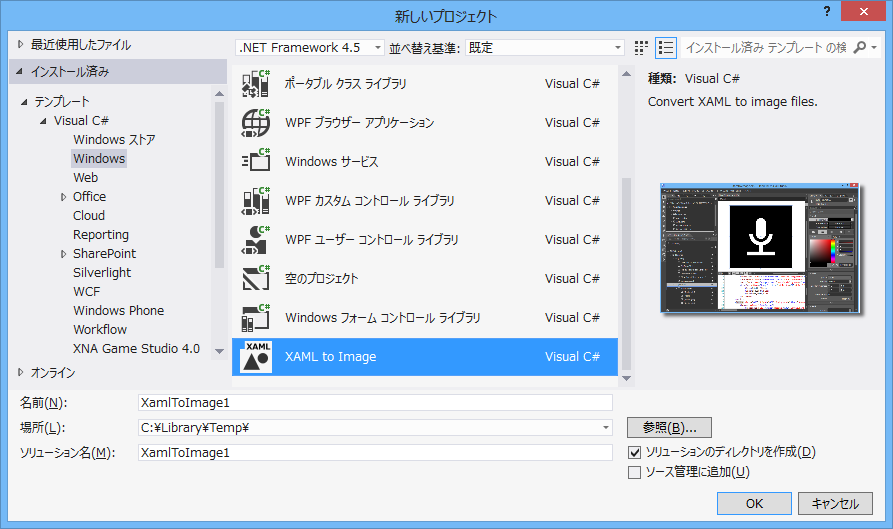 新しいプロジェクト
?
最近使用したファイル
インストール済み
テンプレート
Visual C#
Windows ストア
Windows
Web
Office
Cloud
Reporting
SharePoint
Silverlight
WCF
Windows Phone
Workflow
XNA Game Studio 4.0
オンライン
.NET Framework 4.5
並べ替え基準: 既定
C# ポータブル クラス ライブラリ Visual C#
C# WPF ブラウザー アプリケーション Visual C#
C# Windows サービス Visual C#
C# WPF カスタム コントロール ライブラリ Visual C#
C# WPF ユーザー コントロール ライブラリ Visual C#
C# 空のプロジェクト Visual C#
C# Windows フォーム コントロール ライブラリ Visual C#
XAML XAML to Image Visual C#
インストール済み テンプレート の検
種類: Visual C#
Convert XAML to image files.
名前(N): XamlToImage1
場所(L): C:¥Library¥Temp¥
ソリューション名(M): XamlToImage1
参照(B)...
ソリューションのディレクトリを作成(D)
ソース管理に追加(U)
OK
キャンセル